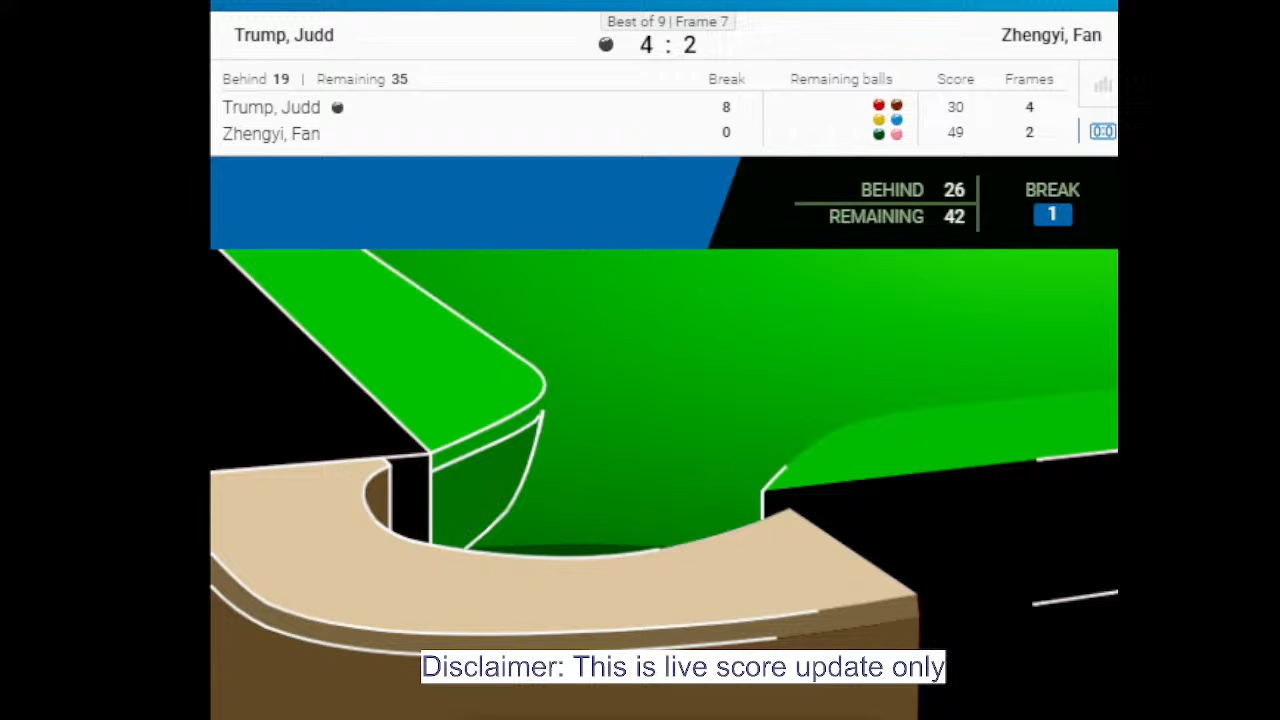 Best of 9 | Frame 7
Trump, Judd 4 : 2 Zhengyi, Fan
Behind 19 | Remaining 35 Break Remaining balls Score Frames
Trump, Judd 8 30 4
Zhengyi, Fan 0 49 2
0:0
BEHIND 26 BREAK
REMAINING 42 1
Disclaimer: This is live score update only